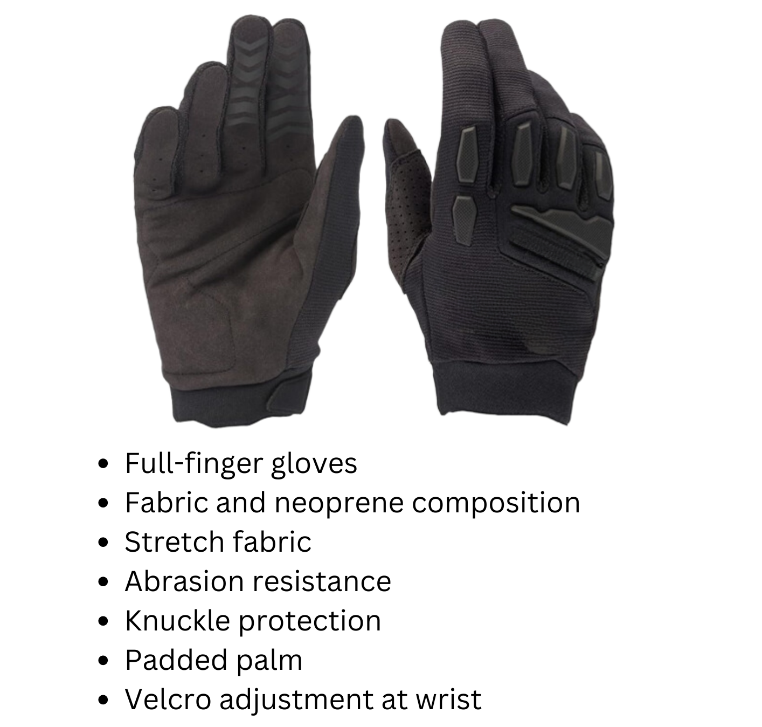 • Full-finger gloves
• Fabric and neoprene composition
• Stretch fabric
• Abrasion resistance
• Knuckle protection
• Padded palm
• Velcro adjustment at wrist